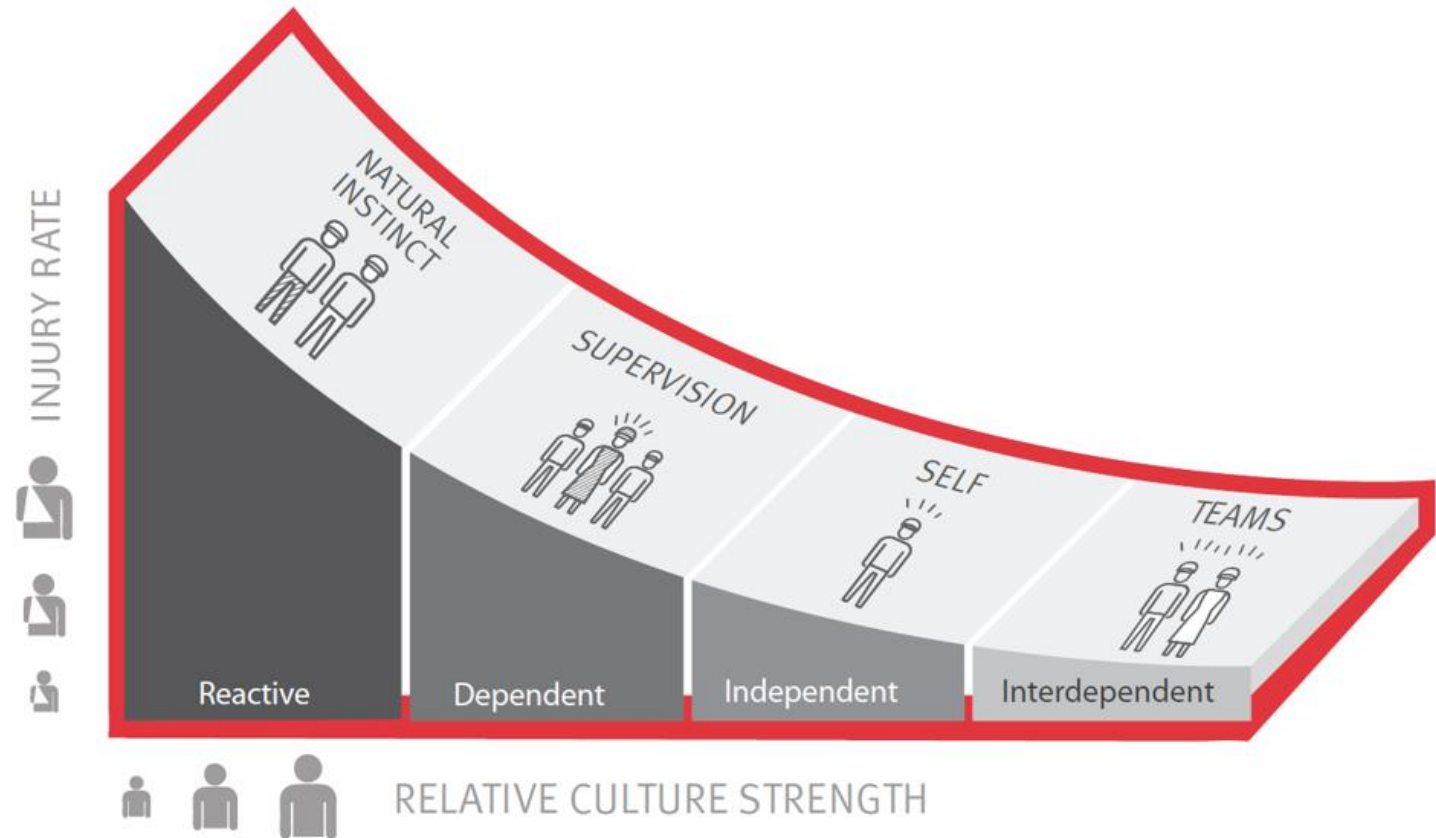 INJURY RATE
NATURAL
INSTINCT
SUPERVISION
SELF
TEAMS
Reactive
Dependent
Independent
Interdependent
RELATIVE CULTURE STRENGTH